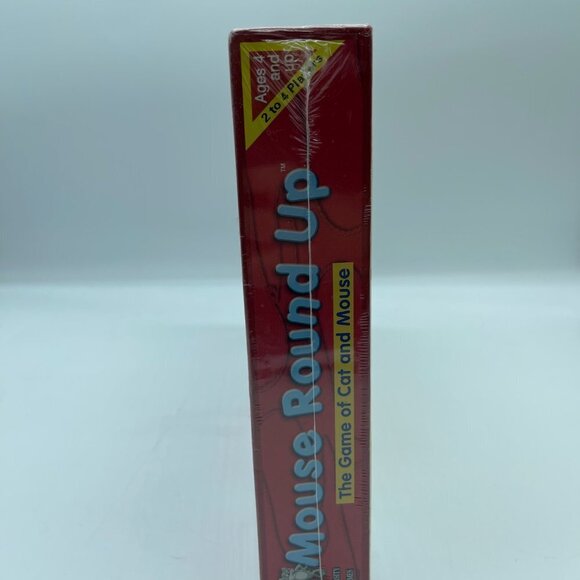 Ages 4
and
up
2 to 4 Players
Mouse Round Up™
The Game of Cat and Mouse